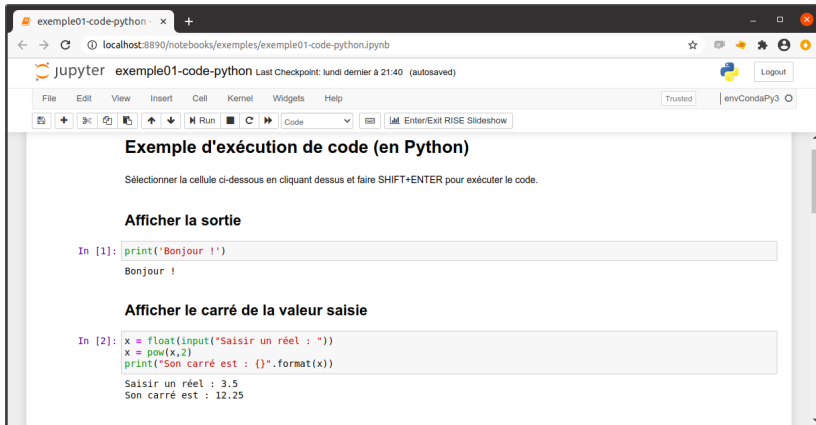 exemple01-code-python -
localhost:8890/notebooks/exemples/exemple01-code-python.ipynb
jupyter exemple01-code-python Last Checkpoint: lundi dernier à 21:40 (autosaved)
Logout
File Edit View Insert Cell Kernel Widgets Help
Trusted envCondaPy3
Run Code Enter/Exit RISE Slideshow
Exemple d'exécution de code (en Python)
Sélectionner la cellule ci-dessous en cliquant dessus et faire SHIFT+ENTER pour exécuter le code.
Afficher la sortie
In [1]: print('Bonjour !')
Bonjour !
Afficher le carré de la valeur saisie
In [2]: x = float(input("Saisir un réel : "))
x = pow(x,2)
print("Son carré est : {}".format(x))
Saisir un réel : 3.5
Son carré est : 12.25